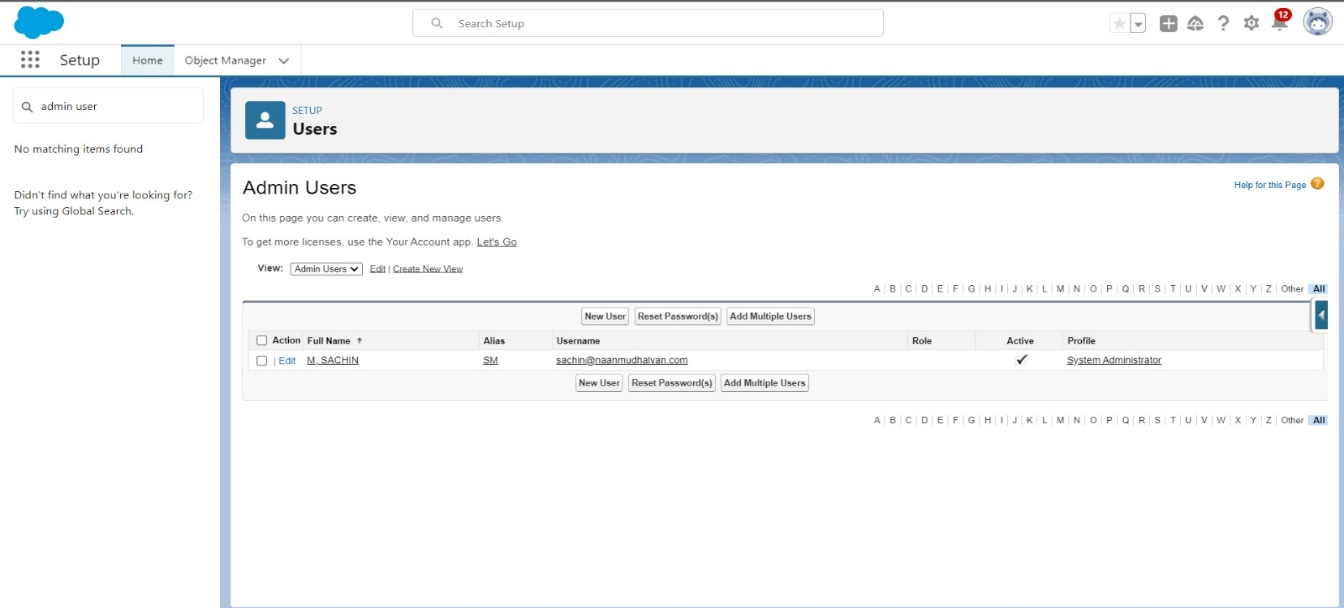 Search Setup
12
Setup
Home
Object Manager
admin user
No matching items found
Didn't find what you're looking for?
Try using Global Search.
SETUP
Users
Admin Users
Help for this Page ?
On this page you can create, view, and manage users.
To get more licenses, use the Your Account app. Let's Go
View: Admin Users Edit | Create New View
A | B | C | D | E | F | G | H | I | J | K | L | M | N | O | P | Q | R | S | T | U | V | W | X | Y | Z | Other All
New User Reset Password(s) Add Multiple Users
Action Full Name ↑ Alias Username Role Active Profile
| Edit M, SACHIN SM sachin@naanmudhalvan.com ✓ System Administrator
New User Reset Password(s) Add Multiple Users
A | B | C | D | E | F | G | H | I | J | K | L | M | N | O | P | Q | R | S | T | U | V | W | X | Y | Z | Other All